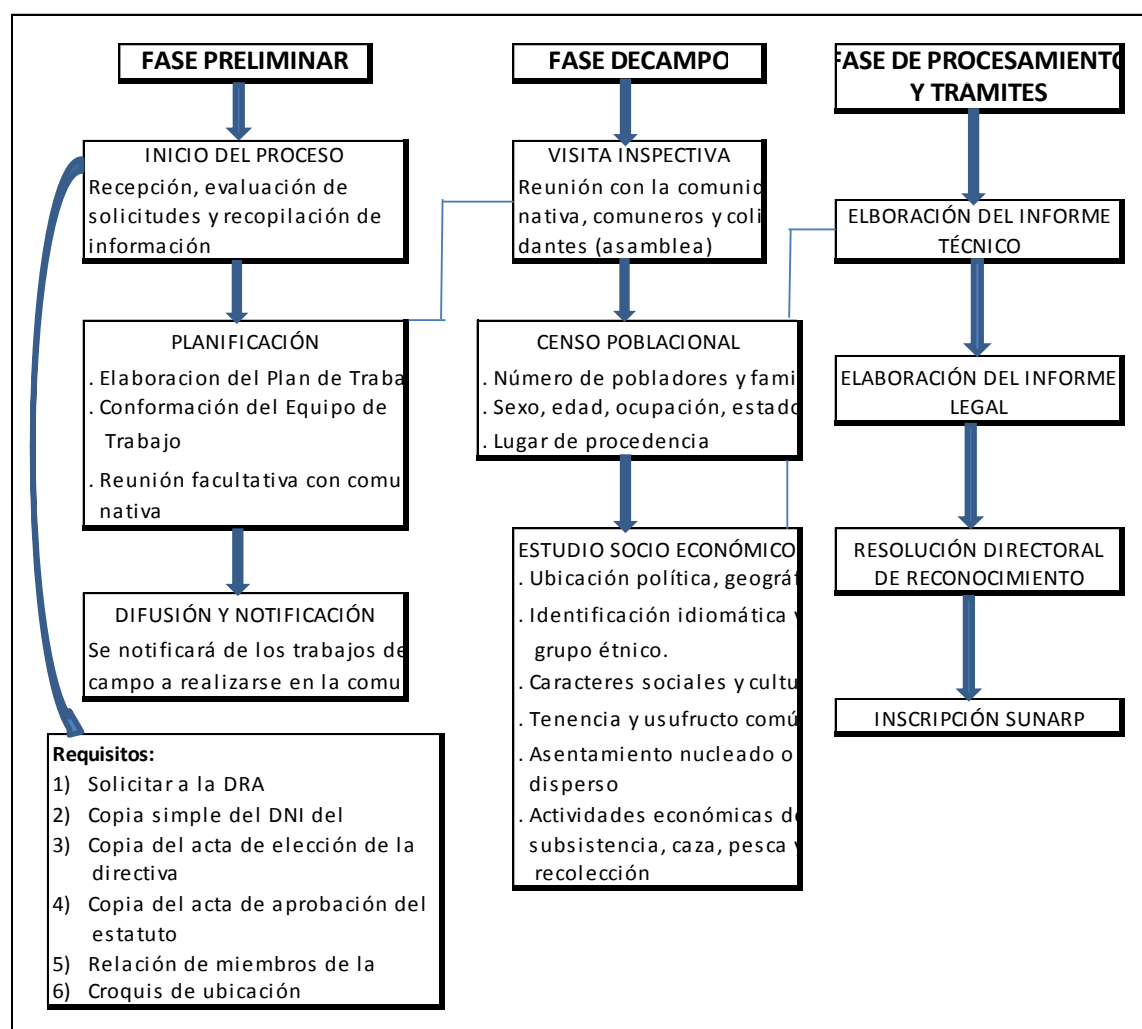 FASE PRELIMINAR
INICIO DEL PROCESO
Recepción, evaluación de
solicitudes y recopilación de
información
PLANIFICACIÓN
. Elaboracion del Plan de Traba
. Conformación del Equipo de
Trabajo
. Reunión facultativa con comu
nativa
DIFUSIÓN Y NOTIFICACIÓN
Se notificará de los trabajos de
campo a realizarse en la comu
Requisitos:
1) Solicitar a la DRA
2) Copia simple del DNI del
3) Copia del acta de elección de la
directiva
4) Copia del acta de aprobación del
estatuto
5) Relación de miembros de la
6) Croquis de ubicación
FASE DECAMPO
VISITA INSPECTIVA
Reunión con la comunid
nativa, comuneros y coli
dantes (asamblea)
CENSO POBLACIONAL
. Número de pobladores y fami
. Sexo, edad, ocupación, estado
. Lugar de procedencia
ESTUDIO SOCIO ECONÓMICO
. Ubicación política, geográf
. Identificación idiomática y
grupo étnico.
. Caracteres sociales y cultu
. Tenencia y usufructo comú
. Asentamiento nucleado o
disperso
. Actividades económicas de
subsistencia, caza, pesca y
recolección
FASE DE PROCESAMIENTO
Y TRAMITES
ELBORACIÓN DEL INFORME
TÉCNICO
ELABORACIÓN DEL INFORME
LEGAL
RESOLUCIÓN DIRECTORAL
DE RECONOCIMIENTO
INSCRIPCIÓN SUNARP